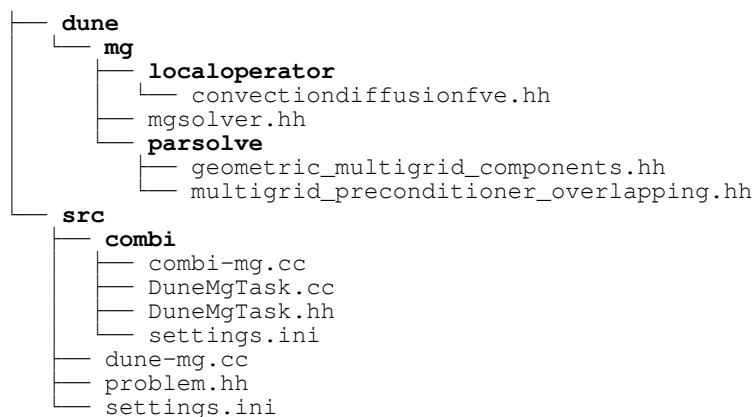 dune
mg
localoperator
convectiondiffusionfve.hh
mgsolver.hh
parsolve
geometric_multigrid_components.hh
multigrid_preconditioner_overlapping.hh
src
combi
combi-mg.cc
DuneMgTask.cc
DuneMgTask.hh
settings.ini
dune-mg.cc
problem.hh
settings.ini